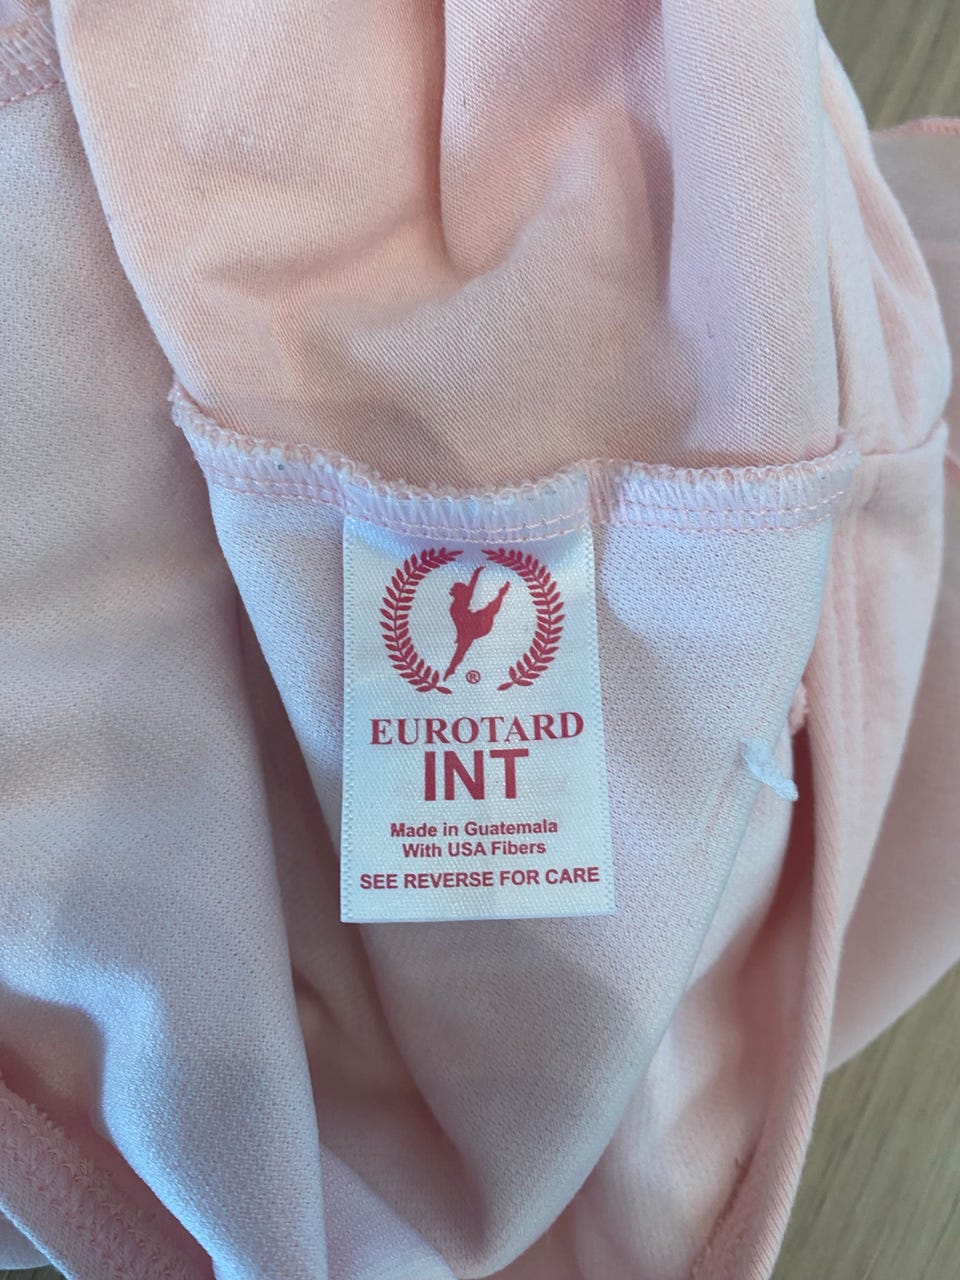 ®
EUROTARD
INT
Made in Guatemala
With USA Fibers
SEE REVERSE FOR CARE